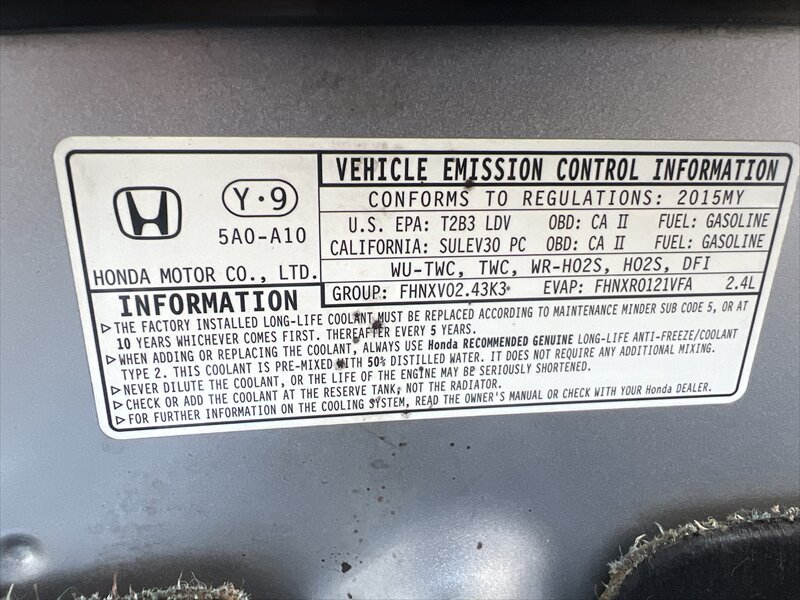 VEHICLE EMISSION CONTROL INFORMATION
Y·9
5A0-A10
HONDA MOTOR CO., LTD.
CONFORMS TO REGULATIONS: 2015MY
U.S. EPA: T2B3 LDV OBD: CA II FUEL: GASOLINE
CALIFORNIA: SULEV30 PC OBD: CA II FUEL: GASOLINE
WU-TWC, TWC, WR-HO2S, HO2S, DFI
GROUP: FHNXV02.43K3 EVAP: FHNXR0121VFA 2.4L
INFORMATION
▷THE FACTORY INSTALLED LONG-LIFE COOLANT MUST BE REPLACED ACCORDING TO MAINTENANCE MINDER SUB CODE 5, OR AT
10 YEARS WHICHEVER COMES FIRST. THEREAFTER EVERY 5 YEARS.
▷WHEN ADDING OR REPLACING THE COOLANT, ALWAYS USE Honda RECOMMENDED GENUINE LONG-LIFE ANTI-FREEZE/COOLANT
TYPE 2. THIS COOLANT IS PRE-MIXED WITH 50% DISTILLED WATER. IT DOES NOT REQUIRE ANY ADDITIONAL MIXING.
▷NEVER DILUTE THE COOLANT, OR THE LIFE OF THE ENGINE MAY BE SERIOUSLY SHORTENED.
▷CHECK OR ADD THE COOLANT AT THE RESERVE TANK, NOT THE RADIATOR.
▷FOR FURTHER INFORMATION ON THE COOLING SYSTEM, READ THE OWNER'S MANUAL OR CHECK WITH YOUR Honda DEALER.